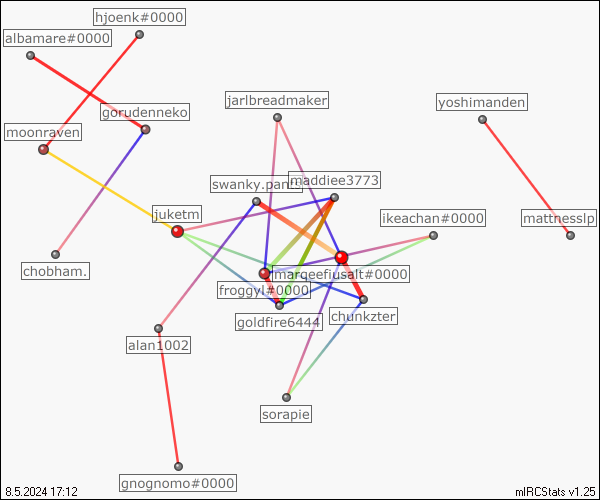 hjoenk#0000
albamare#0000
jarlbreadmaker
yoshimanden
gorudenneko
moonraven
swanky.pan
maddiee3773
juketm
ikeachan#0000
matthesslp
chobham.
marqeefiusalt#0000
froggyl#0000
goldfire6444
chunkzter
alan1002
sorapie
gnognomo#0000
8.5.2024 17:12
mIRCStats v1.25